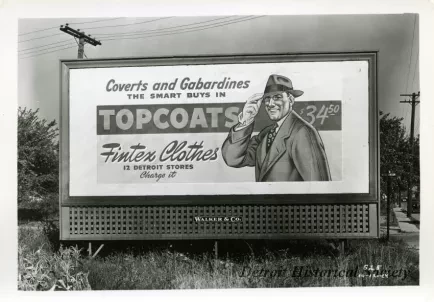 Coverts and Gabardines
THE SMART BUYS IN
TOPCOATS
34.50
Fintex Clothes
12 DETROIT STORES
Charge it
WALKER & CO.
Detroit Historical Society